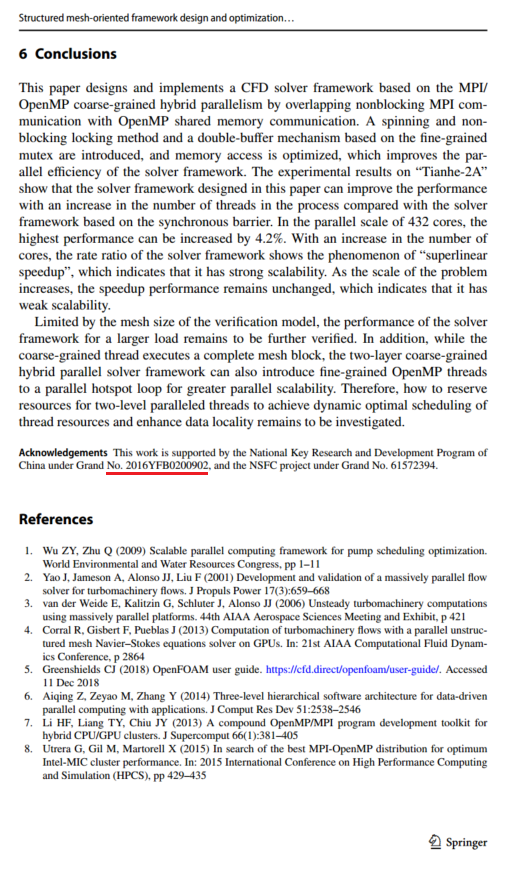 Structured mesh-oriented framework design and optimization…
6 Conclusions
This paper designs and implements a CFD solver framework based on the MPI/
OpenMP coarse-grained hybrid parallelism by overlapping nonblocking MPI com-
munication with OpenMP shared memory communication. A spinning and non-
blocking locking method and a double-buffer mechanism based on the fine-grained
mutex are introduced, and memory access is optimized, which improves the par-
allel efficiency of the solver framework. The experimental results on “Tianhe-2A”
show that the solver framework designed in this paper can improve the performance
with an increase in the number of threads in the process compared with the solver
framework based on the synchronous barrier. In the parallel scale of 432 cores, the
highest performance can be increased by 4.2%. With an increase in the number of
cores, the rate ratio of the solver framework shows the phenomenon of “superlinear
speedup”, which indicates that it has strong scalability. As the scale of the problem
increases, the speedup performance remains unchanged, which indicates that it has
weak scalability.
Limited by the mesh size of the verification model, the performance of the solver
framework for a larger load remains to be further verified. In addition, while the
coarse-grained thread executes a complete mesh block, the two-layer coarse-grained
hybrid parallel solver framework can also introduce fine-grained OpenMP threads
to a parallel hotspot loop for greater parallel scalability. Therefore, how to reserve
resources for two-level paralleled threads to achieve dynamic optimal scheduling of
thread resources and enhance data locality remains to be investigated.
Acknowledgements This work is supported by the National Key Research and Development Program of
China under Grand No. 2016YFB0200902, and the NSFC project under Grand No. 61572394.
References
1. Wu ZY, Zhu Q (2009) Scalable parallel computing framework for pump scheduling optimization.
World Environmental and Water Resources Congress, pp 1–11
2. Yao J, Jameson A, Alonso JJ, Liu F (2001) Development and validation of a massively parallel flow
solver for turbomachinery flows. J Propuls Power 17(3):659–668
3. van der Weide E, Kalitzin G, Schluter J, Alonso JJ (2006) Unsteady turbomachinery computations
using massively parallel platforms. 44th AIAA Aerospace Sciences Meeting and Exhibit, p 421
4. Corral R, Gisbert F, Pueblas J (2013) Computation of turbomachinery flows with a parallel unstruc-
tured mesh Navier–Stokes equations solver on GPUs. In: 21st AIAA Computational Fluid Dynam-
ics Conference, p 2864
5. Greenshields CJ (2018) OpenFOAM user guide. https://cfd.direct/openfoam/user-guide/. Accessed
11 Dec 2018
6. Aiqing Z, Zeyao M, Zhang Y (2014) Three-level hierarchical software architecture for data-driven
parallel computing with applications. J Comput Res Dev 51:2538–2546
7. Li HF, Liang TY, Chiu JY (2013) A compound OpenMP/MPI program development toolkit for
hybrid CPU/GPU clusters. J Supercomput 66(1):381–405
8. Utrera G, Gil M, Martorell X (2015) In search of the best MPI-OpenMP distribution for optimum
Intel-MIC cluster performance. In: 2015 International Conference on High Performance Computing
and Simulation (HPCS), pp 429–435
Springer